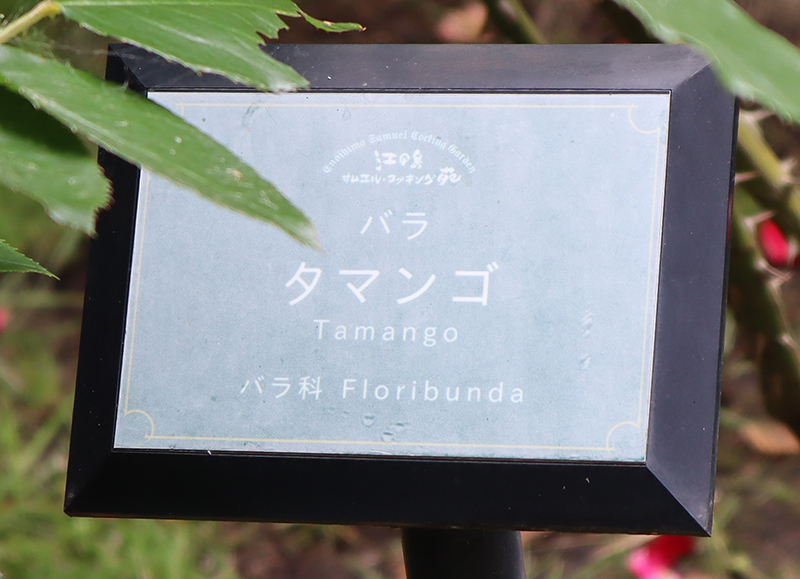 Enoshima Samuel Cocking Garden
江の島
サムエル・コッキング苑
バラ
タマンゴ
Tamango
バラ科 Floribunda